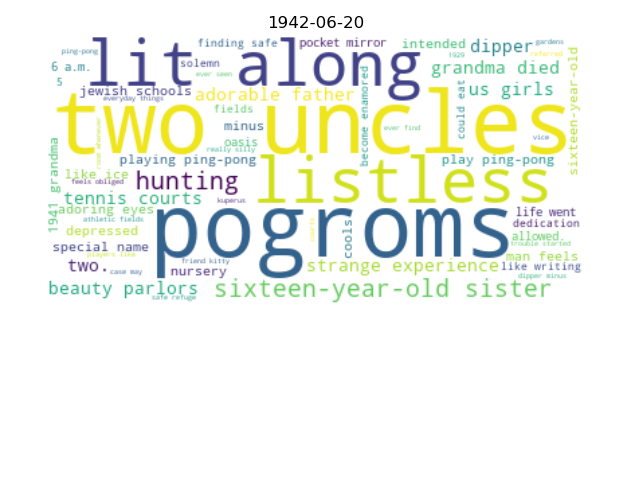 1942-06-20
ping-pong
finding safe
pocket mirror
intended
dipper
gardens
referred
1929
6 a.m.
solemn
lit along
grandma died
sixteen-year-old
5
ever seen
jewish schools
adorable father
us girls
everyday things
fields
become enamored
could eat
two uncles
minus
ever find
vice
oasis
really silly
1941 grandma
playing ping-pong
play ping-pong
like ice
hunting
listless
feels obliged
tennis courts
kuperus
adoring eyes
pogroms
life went
athletic fields
dedication
depressed
players like
cools
allowed.
trouble started
special name
friend kitty
man feels
two.
case may
nursery
strange experience
like writing
dipper minus
beauty parlors
safe refuge
sixteen-year-old sister